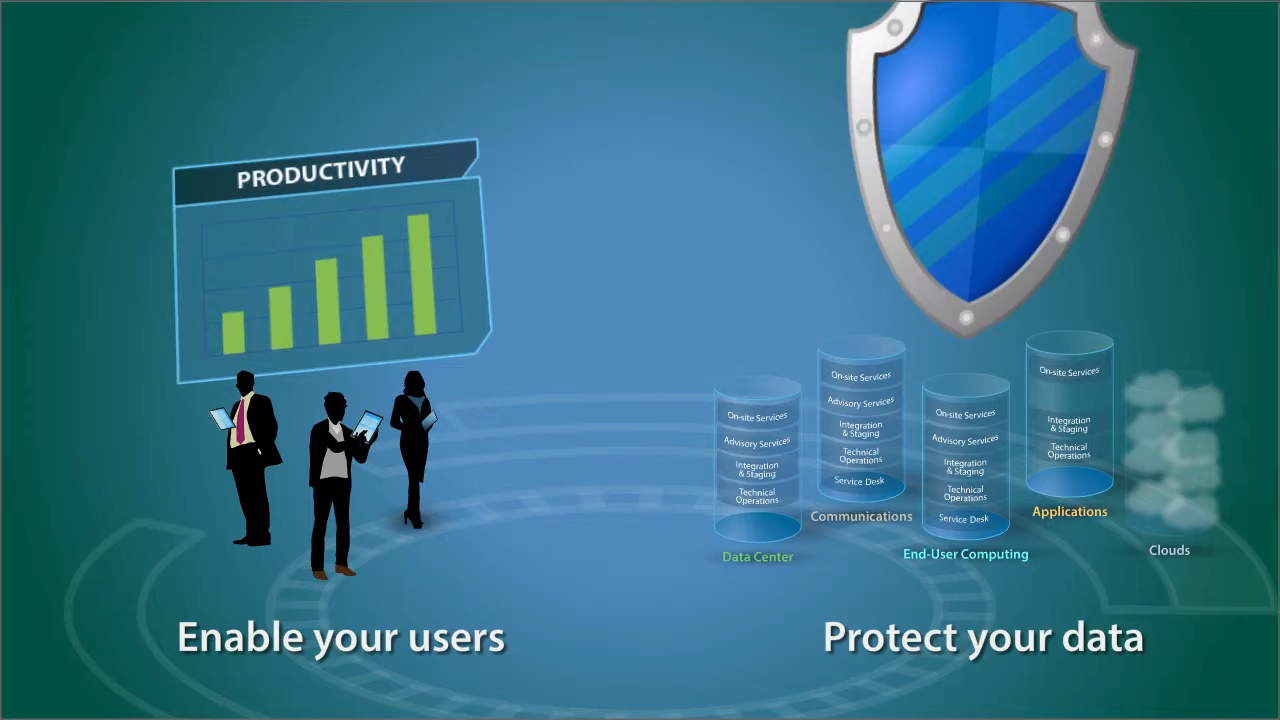 PRODUCTIVITY
On-site Services
Advisory Services
Integration
& Staging
Technical
Operations
Data Center
On-site Services
Advisory Services
Integration
& Staging
Technical
Operations
Service Desk
Communications
On-site Services
Advisory Services
Integration
& Staging
Technical
Operations
Service Desk
End-User Computing
On-site Services
Integration
& Staging
Technical
Operations
Applications
Clouds
Enable your users
Protect your data